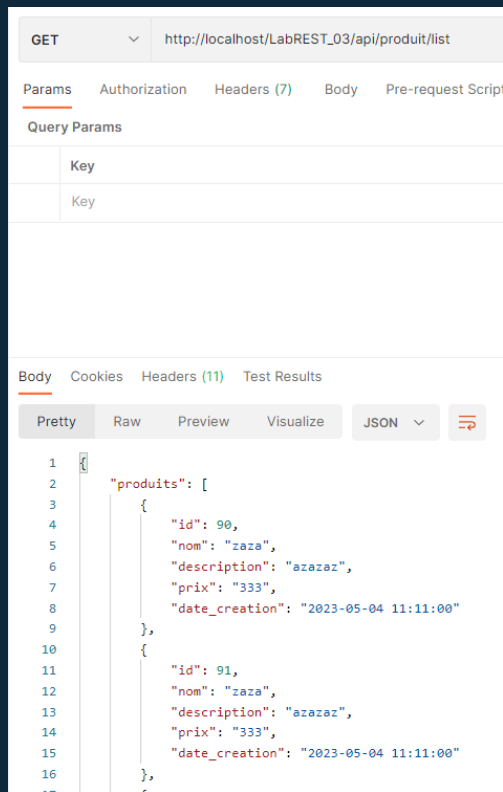 GET http://localhost/LabREST_03/api/produit/list
Params Authorization Headers (7) Body Pre-request Script
Query Params
Key
Key
Body Cookies Headers (11) Test Results
Pretty Raw Preview Visualize JSON
1 {
2 "produits": [
3 {
4 "id": 90,
5 "nom": "zaza",
6 "description": "azazaz",
7 "prix": "333",
8 "date_creation": "2023-05-04 11:11:00"
9 },
10 {
11 "id": 91,
12 "nom": "zaza",
13 "description": "azazaz",
14 "prix": "333",
15 "date_creation": "2023-05-04 11:11:00"
16 },